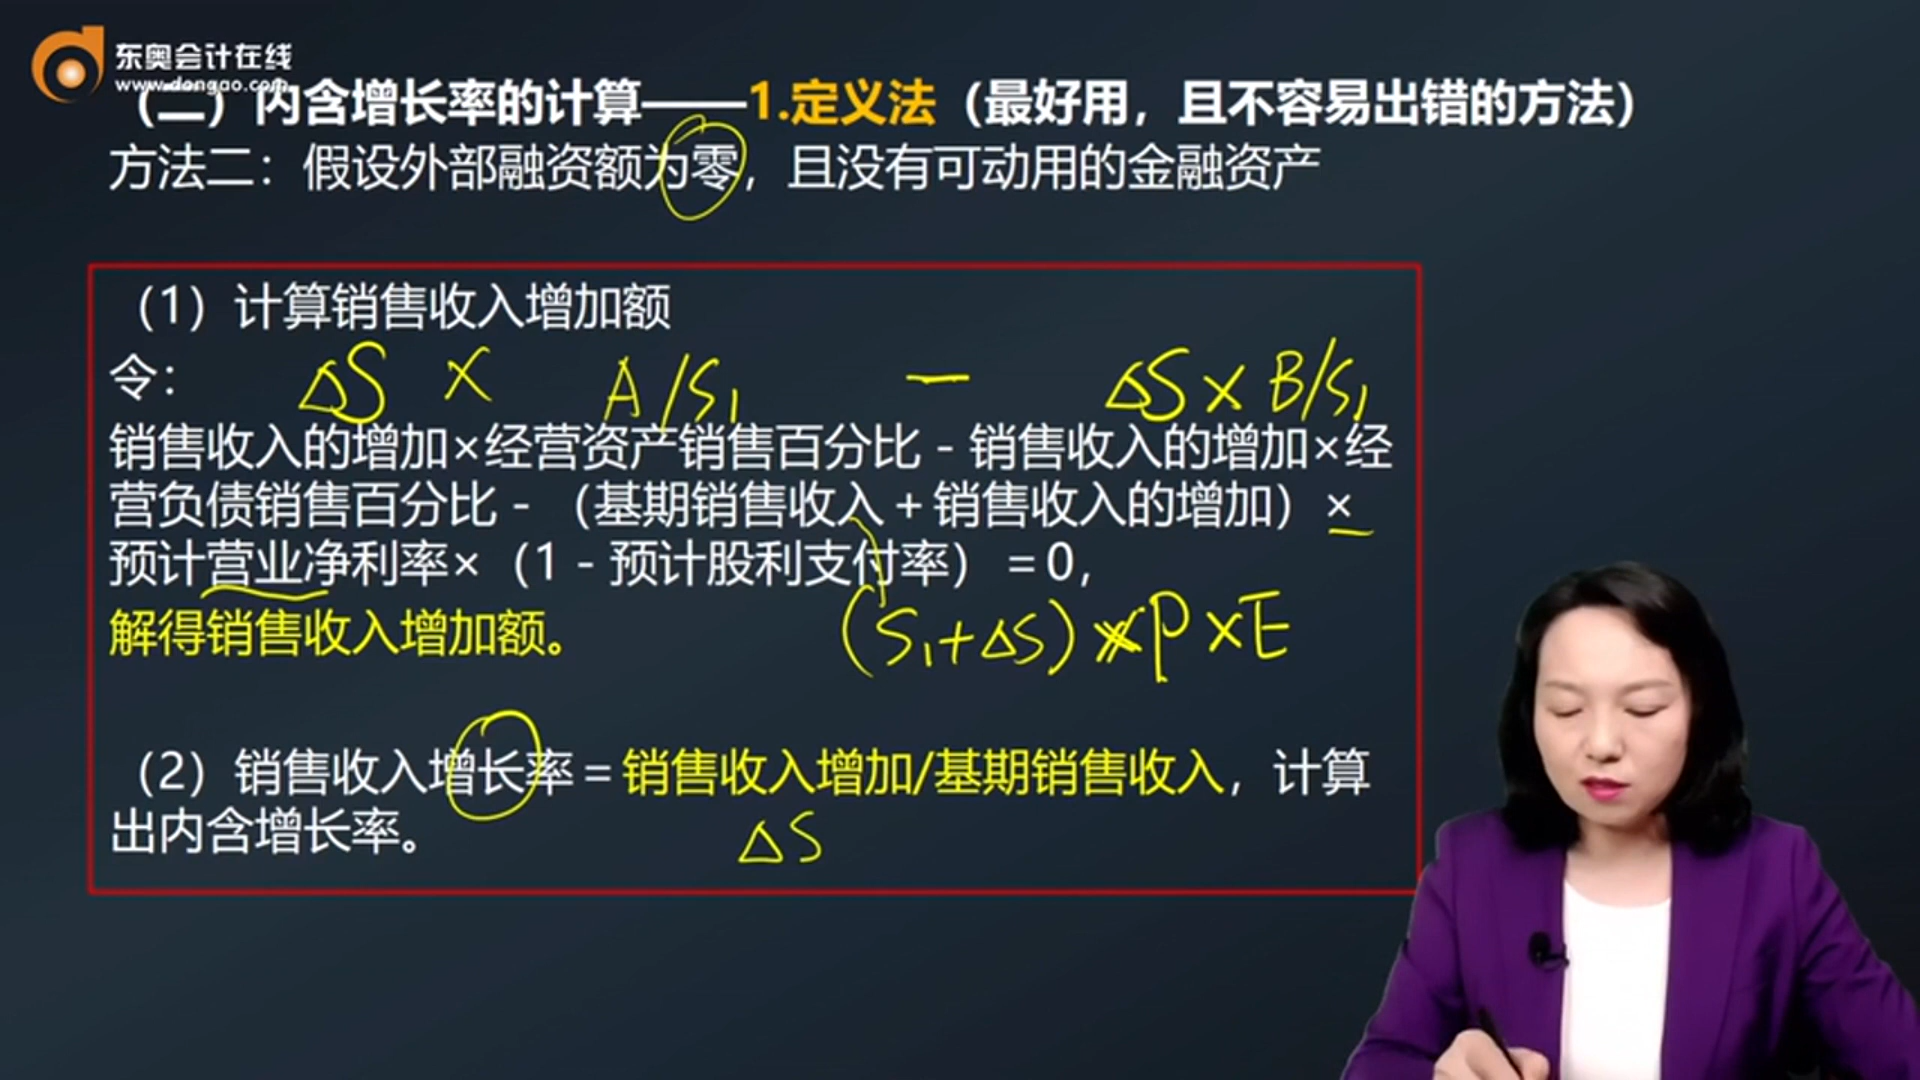 东奥会计在线
www.dongao.com
（二）内含增长率的计算——1.定义法（最好用，且不容易出错的方法）
方法二：假设外部融资额为零，且没有可动用的金融资产
（1）计算销售收入增加额
令：
ΔS × A/S₁ － ΔS×B/S₁
销售收入的增加×经营资产销售百分比－销售收入的增加×经
营负债销售百分比－（基期销售收入＋销售收入的增加）×
预计营业净利率×（1－预计股利支付率）＝0，
解得销售收入增加额。
(S₁+ΔS)×P×E
（2）销售收入增长率＝销售收入增加/基期销售收入，计算
出内含增长率。
ΔS